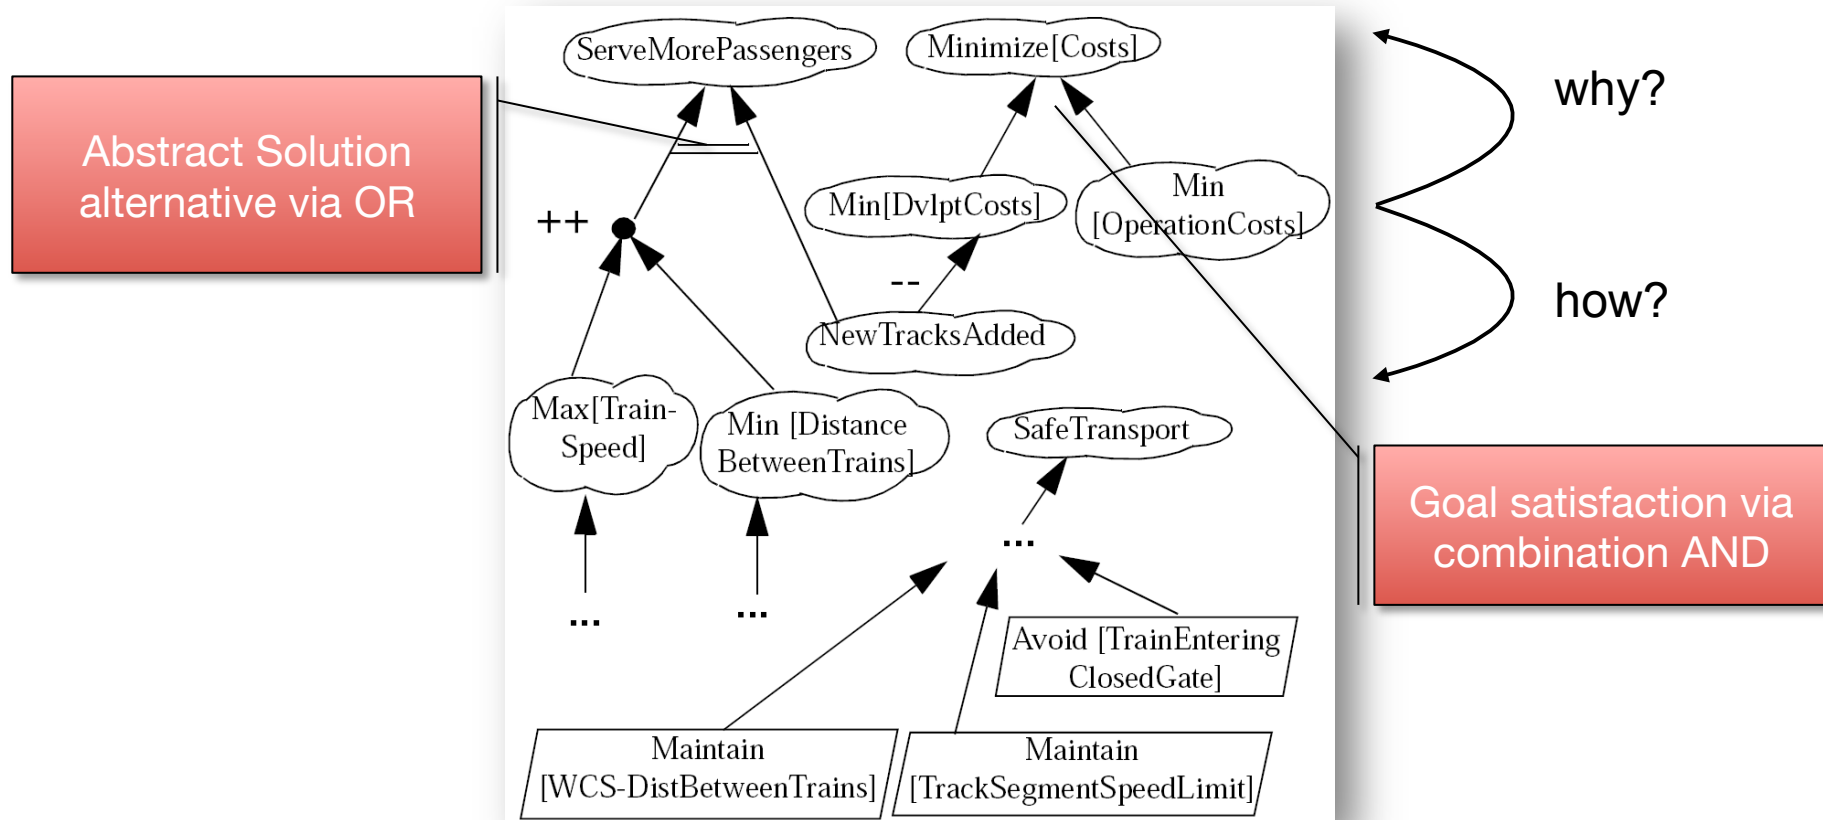 ServeMorePassengers
Minimize[Costs]
why?
Abstract Solution
alternative via OR
++
Min[DvlptCosts]
Min
[OperationCosts]
--
how?
NewTracksAdded
Max[Train-
Speed]
Min [Distance
BetweenTrains]
SafeTransport
...
Goal satisfaction via
combination AND
...
...
Avoid [TrainEntering
ClosedGate]
Maintain
[WCS-DistBetweenTrains]
Maintain
[TrackSegmentSpeedLimit]